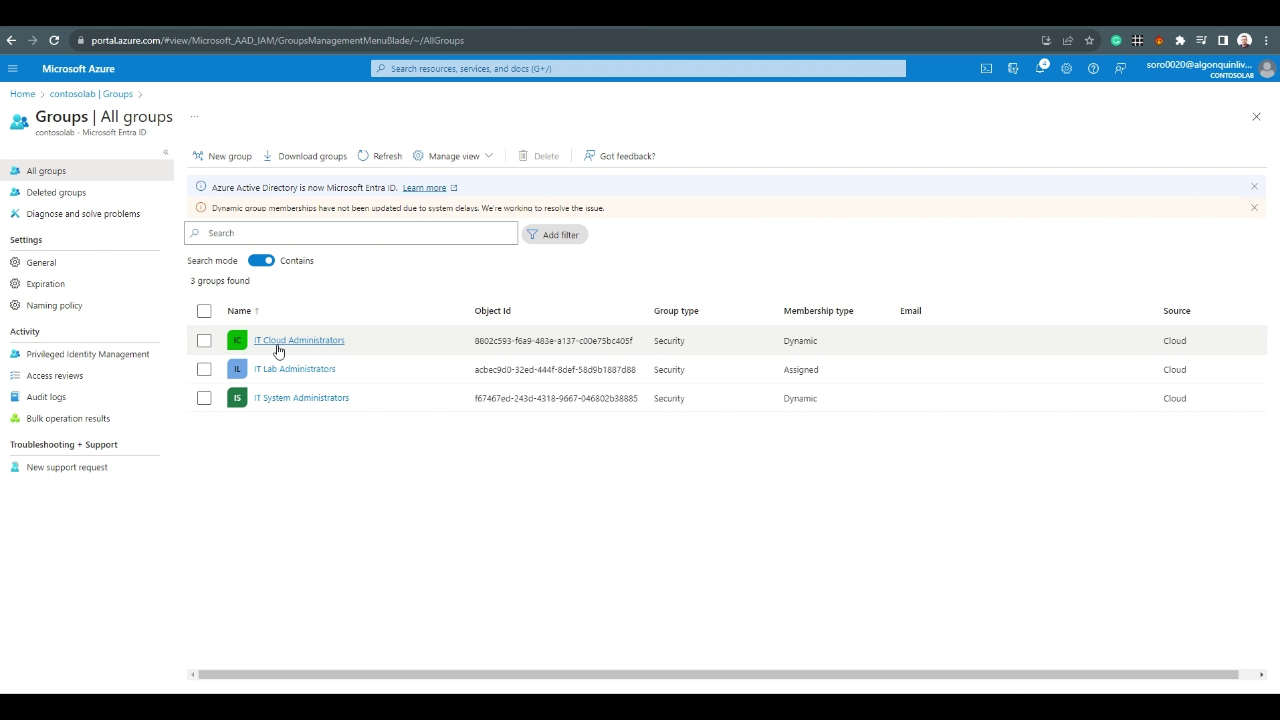 portal.azure.com/#view/Microsoft_AAD_IAM/GroupsManagementMenuBlade/~/AllGroups
Microsoft Azure
Search resources, services, and docs (G+/)
4
soro0020@algonquinliv...
CONTOSOLAB
Home > contosolab | Groups >
Groups | All groups ...
contosolab - Microsoft Entra ID
«
All groups
Deleted groups
Diagnose and solve problems
Settings
General
Expiration
Naming policy
Activity
Privileged Identity Management
Access reviews
Audit logs
Bulk operation results
Troubleshooting + Support
New support request
New group Download groups Refresh Manage view Delete Got feedback?
Azure Active Directory is now Microsoft Entra ID. Learn more
Dynamic group memberships have not been updated due to system delays. We're working to resolve the issue.
Search Add filter
Search mode Contains
3 groups found
Name ↑ Object Id Group type Membership type Email Source
IC IT Cloud Administrators 8802c593-f6a9-483e-a137-c00e75bc405f Security Dynamic Cloud
IL IT Lab Administrators acbec9d0-32ed-444f-8def-58d9b1887d88 Security Assigned Cloud
IS IT System Administrators f67467ed-243d-4318-9667-046802b38885 Security Dynamic Cloud